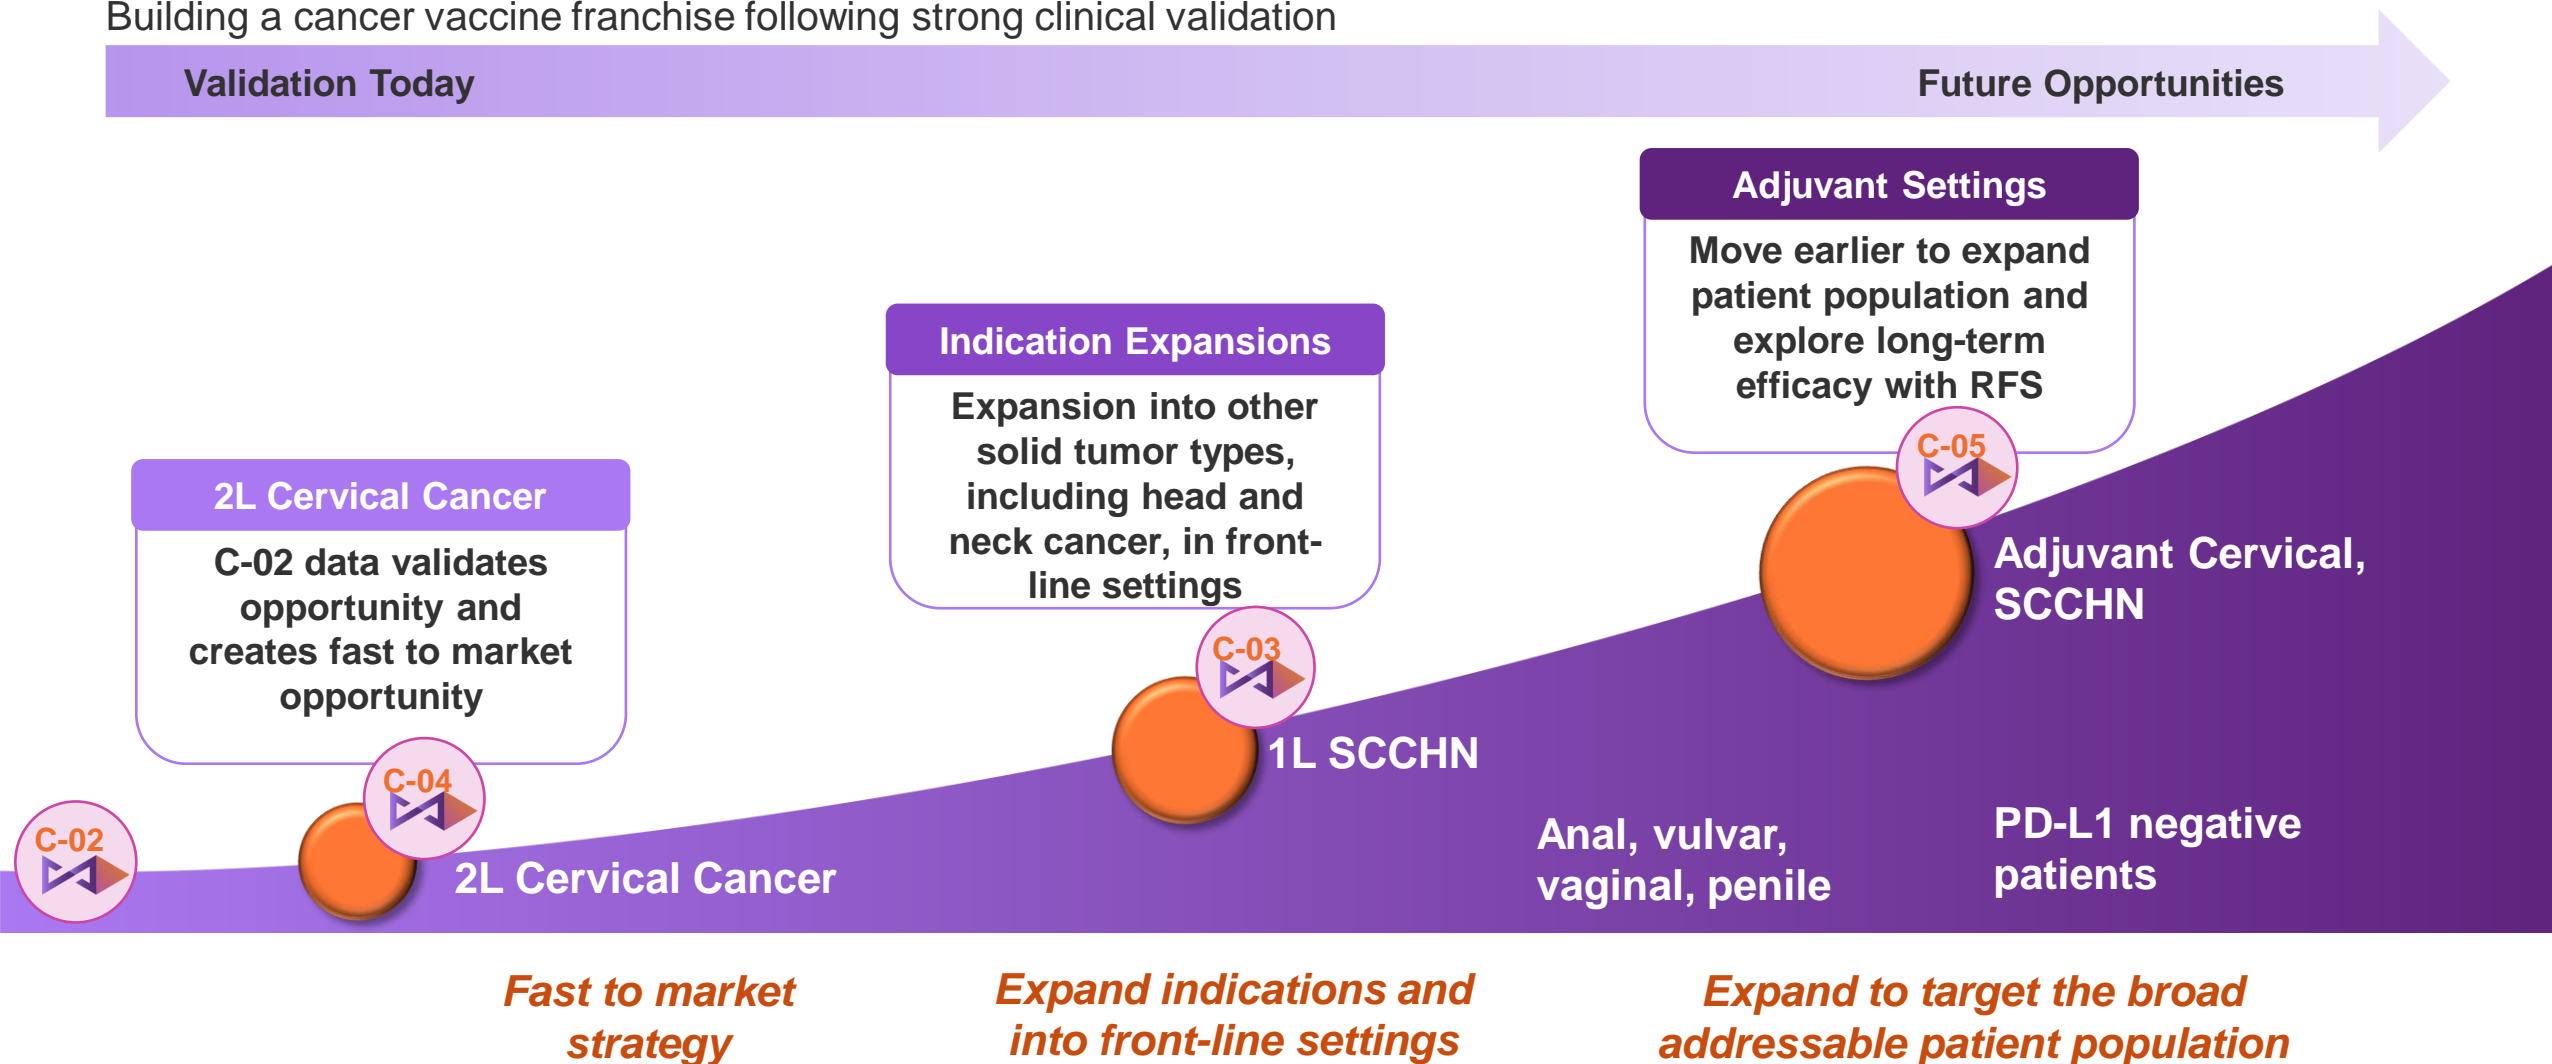 Building a cancer vaccine franchise following strong clinical validation
Validation Today
Future Opportunities
Adjuvant Settings
Move earlier to expand
patient population and
explore long-term
efficacy with RFS
C-05
Indication Expansions
Expansion into other
solid tumor types,
including head and
neck cancer, in front-
line settings
C-03
2L Cervical Cancer
C-02 data validates
opportunity and
creates fast to market
opportunity
C-04
C-02
2L Cervical Cancer
1L SCCHN
Adjuvant Cervical,
SCCHN
Anal, vulvar,
vaginal, penile
PD-L1 negative
patients
Fast to market
strategy
Expand indications and
into front-line settings
Expand to target the broad
addressable patient population